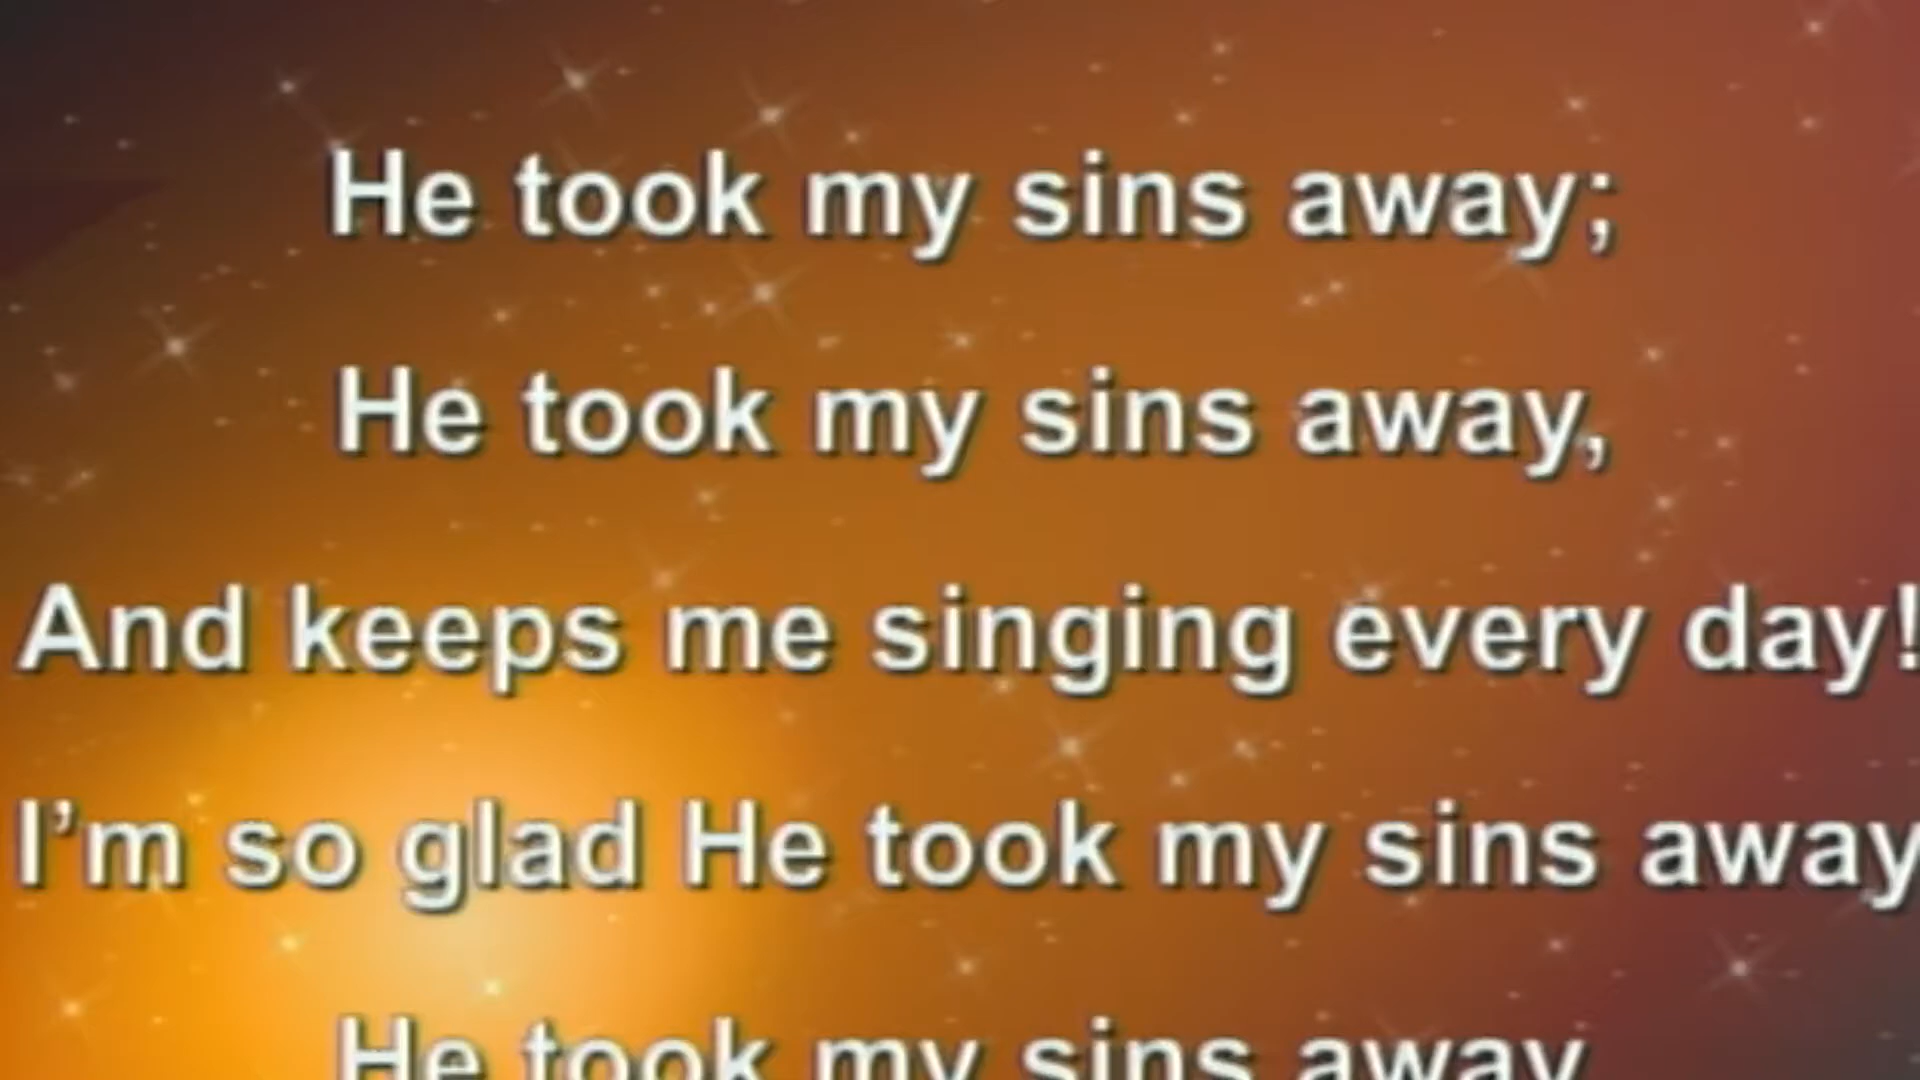 He took my sins away;
He took my sins away,
And keeps me singing every day!
I’m so glad He took my sins away
He took my sins away